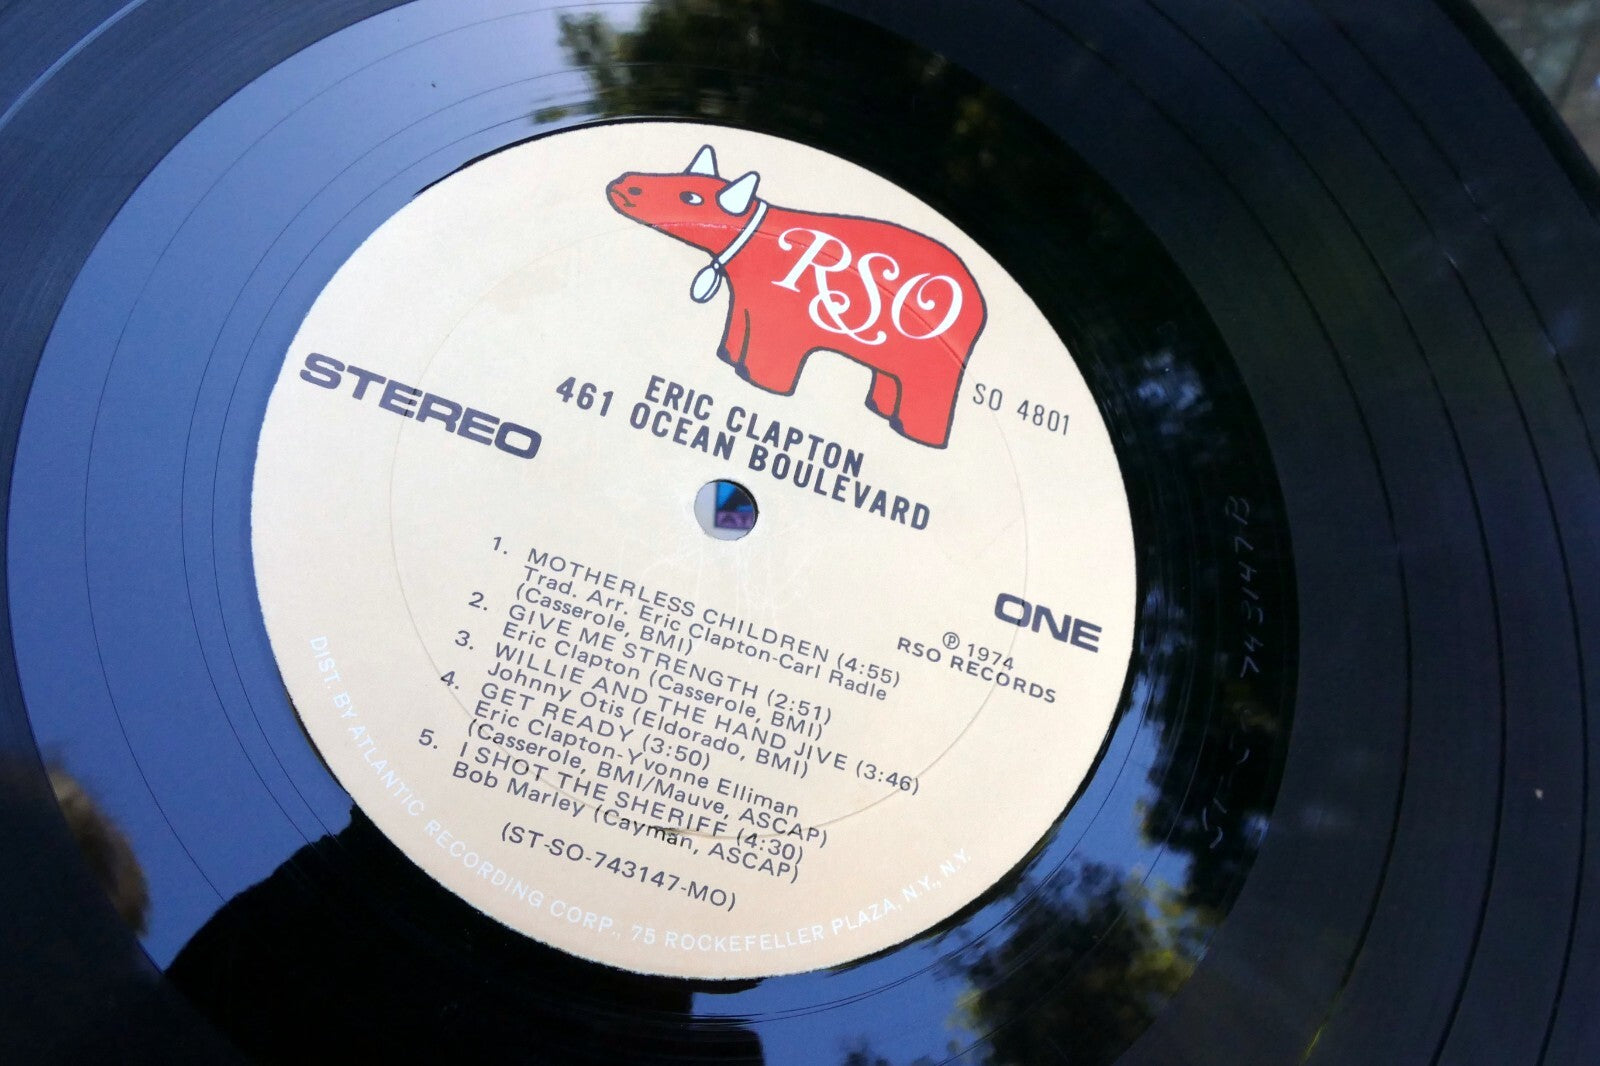 RSO
SO 4801
STEREO
ERIC CLAPTON
461 OCEAN BOULEVARD
ONE
℗ 1974
RSO RECORDS
1. MOTHERLESS CHILDREN (4:55)
Trad. Arr. Eric Clapton-Carl Radle
(Casserole, BMI)
2. GIVE ME STRENGTH (2:51)
Eric Clapton (Casserole, BMI)
3. WILLIE AND THE HAND JIVE (3:46)
Johnny Otis (Eldorado, BMI)
4. GET READY (3:50)
Eric Clapton-Yvonne Elliman
(Casserole, BMI/Mauve, ASCAP)
5. I SHOT THE SHERIFF (4:30)
Bob Marley (Cayman, ASCAP)
(ST-SO-743147-MO)
DIST. BY ATLANTIC RECORDING CORP., 75 ROCKEFELLER PLAZA, N.Y., N.Y.
743147B